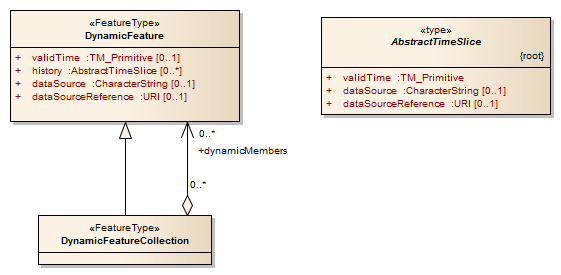 «FeatureType»
DynamicFeature
+ validTime :TM_Primitive [0..1]
+ history :AbstractTimeSlice [0..*]
+ dataSource :CharacterString [0..1]
+ dataSourceReference :URI [0..1]
«type»
AbstractTimeSlice
{root}
+ validTime :TM_Primitive
+ dataSource :CharacterString [0..1]
+ dataSourceReference :URI [0..1]
0..*
+dynamicMembers
0..*
«FeatureType»
DynamicFeatureCollection